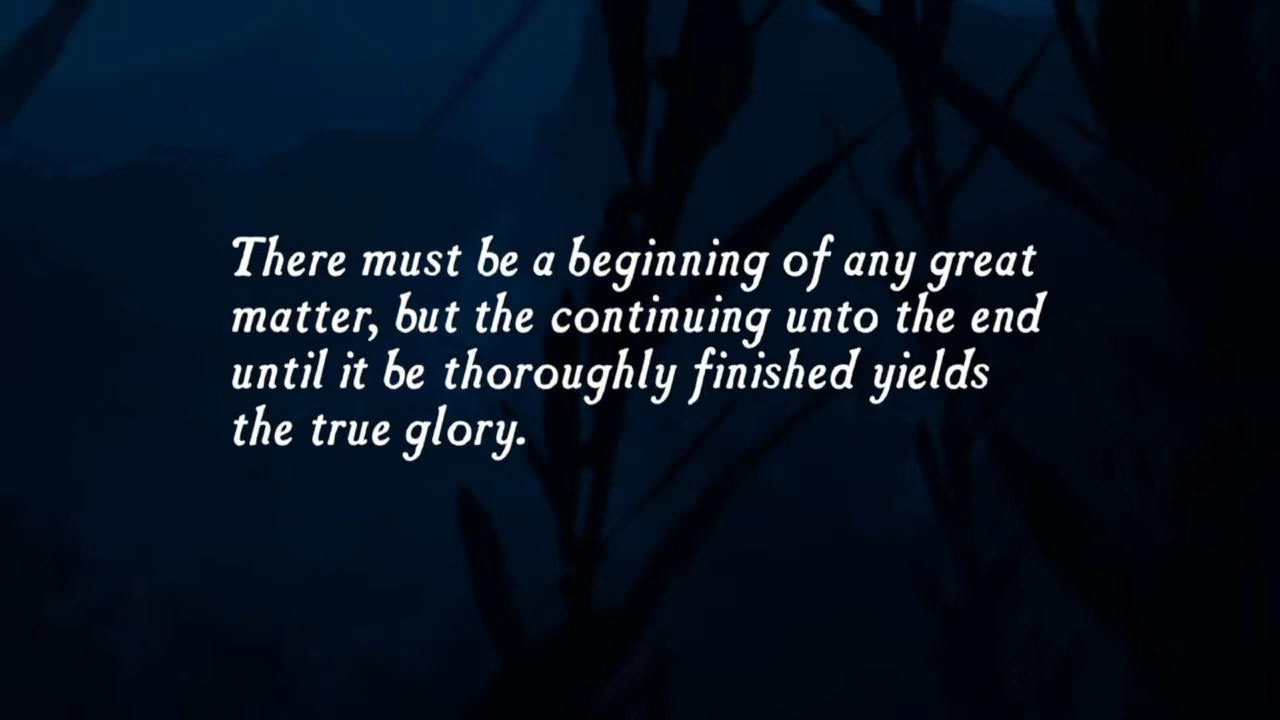 There must be a beginning of any great
matter, but the continuing unto the end
until it be thoroughly finished yields
the true glory.